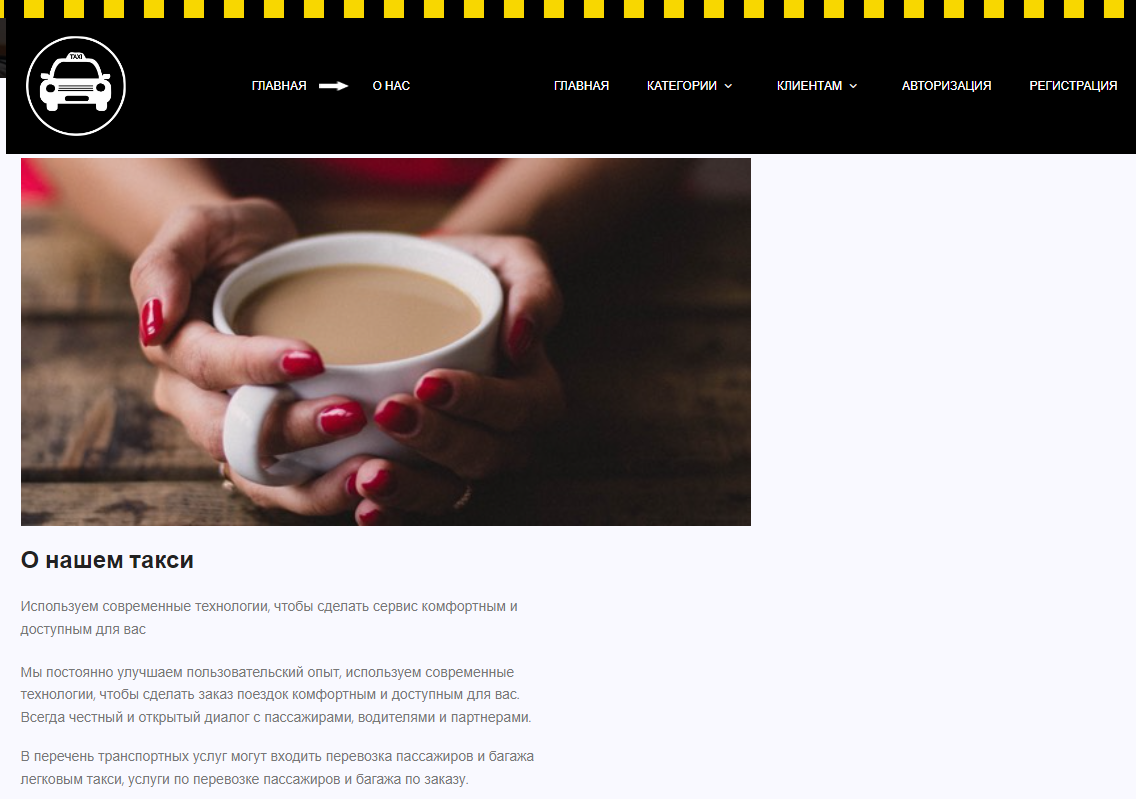 TAXI
ГЛАВНАЯ О НАС ГЛАВНАЯ КАТЕГОРИИ КЛИЕНТАМ АВТОРИЗАЦИЯ РЕГИСТРАЦИЯ
О нашем такси
Используем современные технологии, чтобы сделать сервис комфортным и
доступным для вас
Мы постоянно улучшаем пользовательский опыт, используем современные
технологии, чтобы сделать заказ поездок комфортным и доступным для вас.
Всегда честный и открытый диалог с пассажирами, водителями и партнерами.
В перечень транспортных услуг могут входить перевозка пассажиров и багажа
легковым такси, услуги по перевозке пассажиров и багажа по заказу.